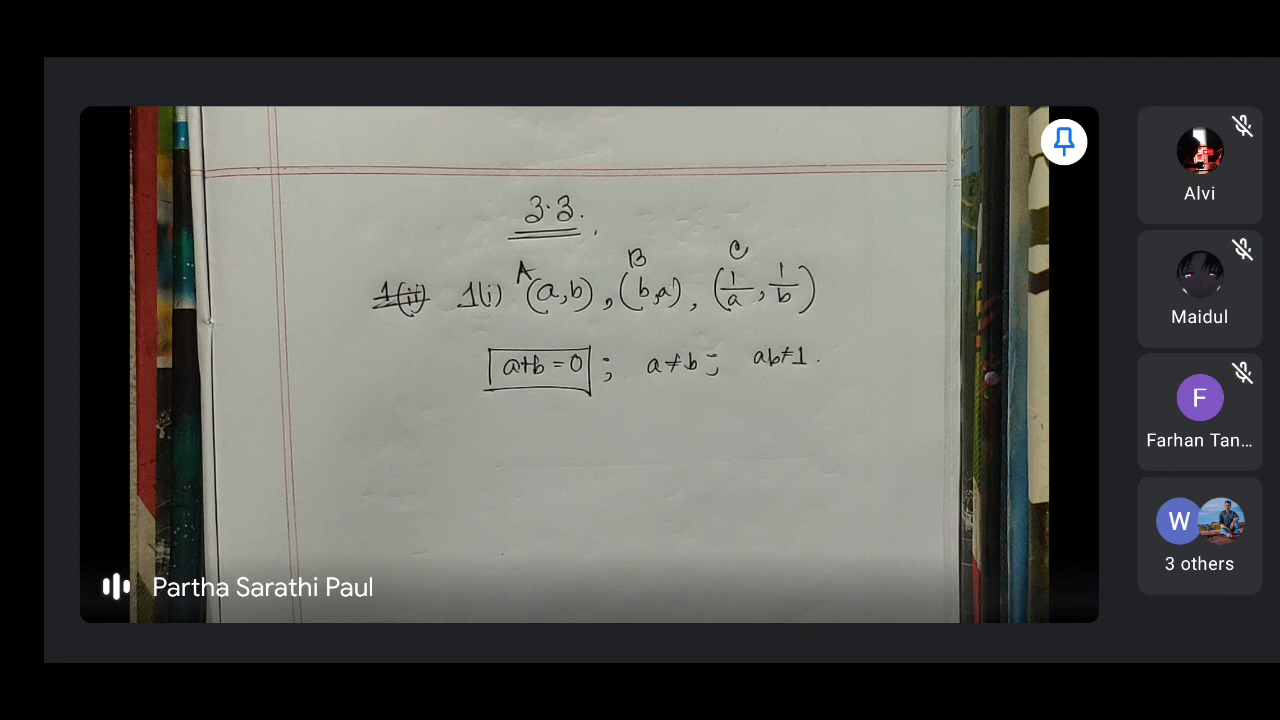 3.3.
1(ii) 1(i) A(a,b), B(b,a), C(1/a, 1/b)
a+b=0; a≠b; ab≠1.
Partha Sarathi Paul
Alvi
Maidul
F
Farhan Tan...
W
3 others